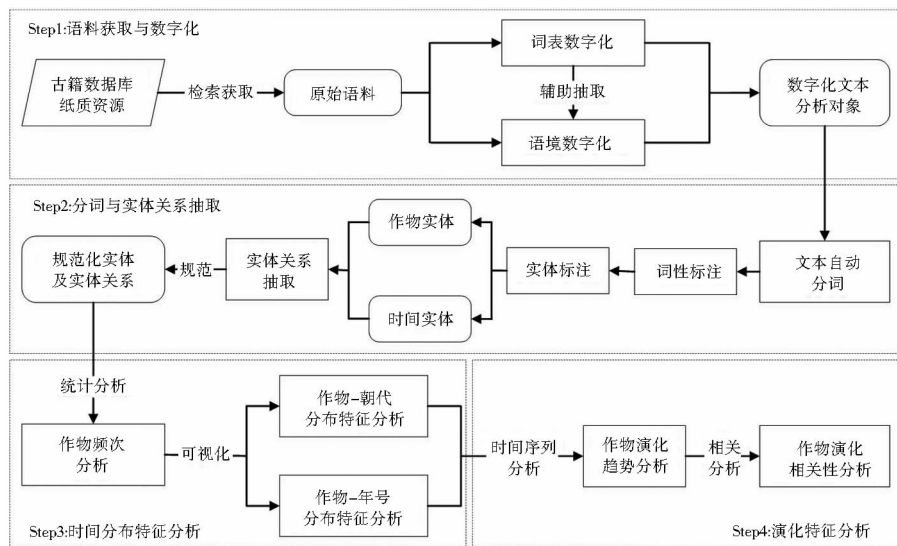 Step1:语料获取与数字化
古籍数据库
纸质资源
检索获取
原始语料
词表数字化
辅助抽取
语境数字化
数字化文本
分析对象
Step2:分词与实体关系抽取
文本自动
分词
词性标注
实体标注
作物实体
时间实体
实体关系
抽取
规范
规范化实体
及实体关系
统计分析
作物频次
分析
可视化
作物-朝代
分布特征分析
作物-年号
分布特征分析
Step3:时间分布特征分析
时间序列
分析
作物演化
趋势分析
相关
分析
作物演化
相关性分析
Step4:演化特征分析